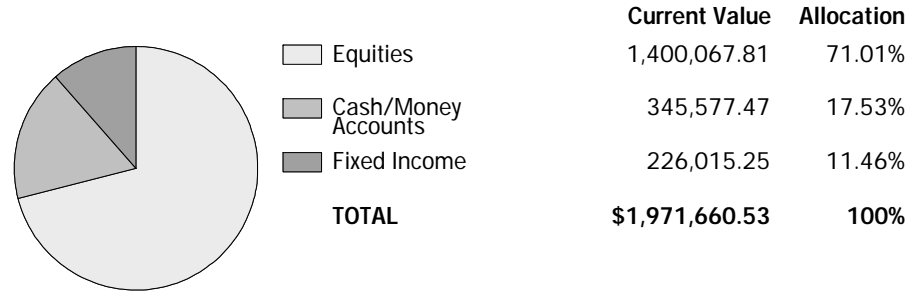 Current Value Allocation
Equities 1,400,067.81 71.01%
Cash/Money 345,577.47 17.53%
Accounts
Fixed Income 226,015.25 11.46%
TOTAL $1,971,660.53 100%